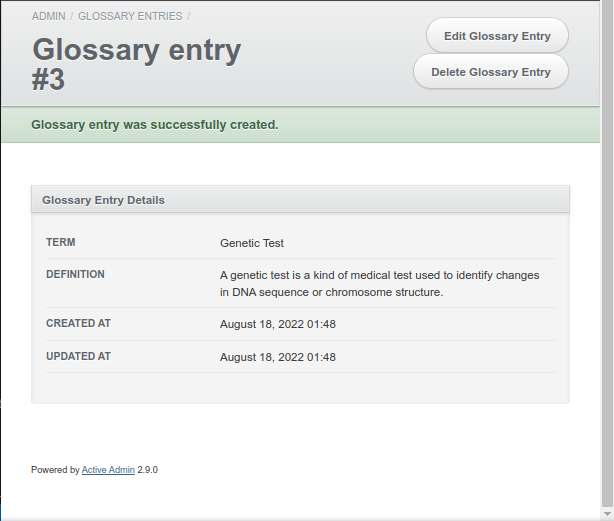 ADMIN / GLOSSARY ENTRIES /
Glossary entry
#3
Edit Glossary Entry
Delete Glossary Entry
Glossary entry was successfully created.
Glossary Entry Details
TERM Genetic Test
DEFINITION A genetic test is a kind of medical test used to identify changes
in DNA sequence or chromosome structure.
CREATED AT August 18, 2022 01:48
UPDATED AT August 18, 2022 01:48
Powered by Active Admin 2.9.0